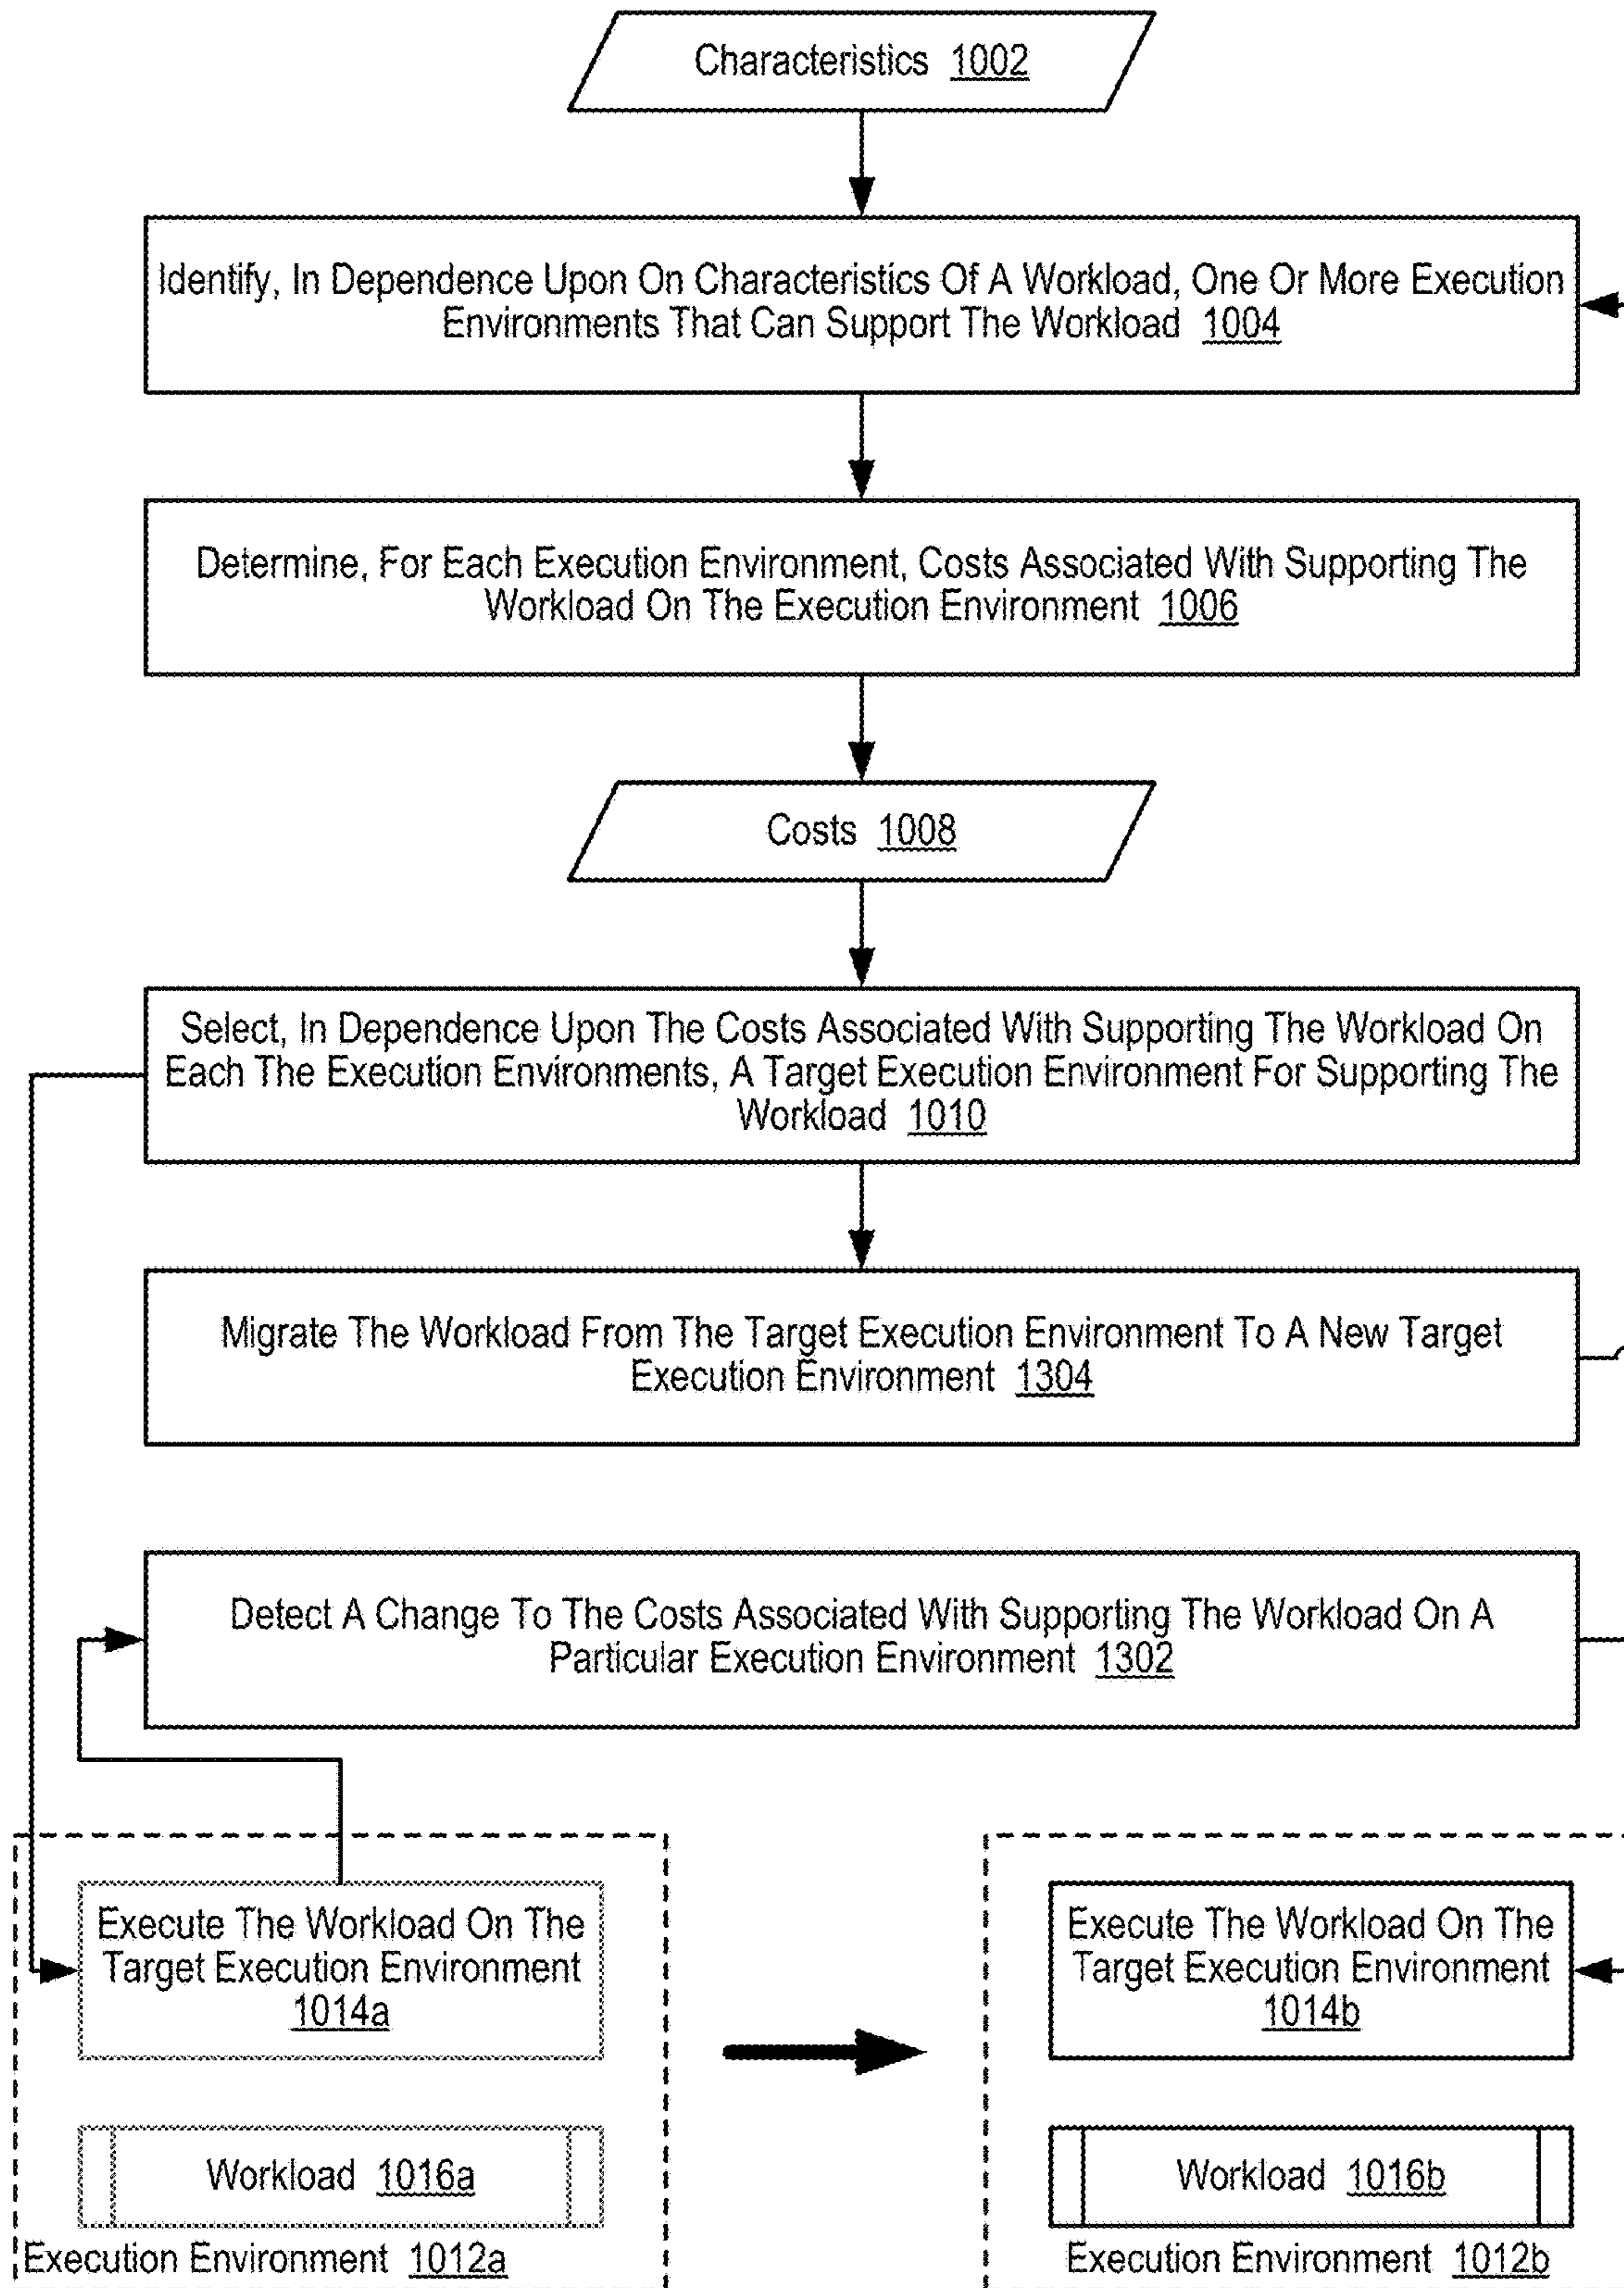 Characteristics 1002
Identify, In Dependence Upon On Characteristics Of A Workload, One Or More Execution
Environments That Can Support The Workload 1004
Determine, For Each Execution Environment, Costs Associated With Supporting The
Workload On The Execution Environment 1006
Costs 1008
Select, In Dependence Upon The Costs Associated With Supporting The Workload On
Each The Execution Environments, A Target Execution Environment For Supporting The
Workload 1010
Migrate The Workload From The Target Execution Environment To A New Target
Execution Environment 1304
Detect A Change To The Costs Associated With Supporting The Workload On A
Particular Execution Environment 1302
Execute The Workload On The
Target Execution Environment
1014a
Workload 1016a
Execution Environment 1012a
Execute The Workload On The
Target Execution Environment
1014b
Workload 1016b
Execution Environment 1012b